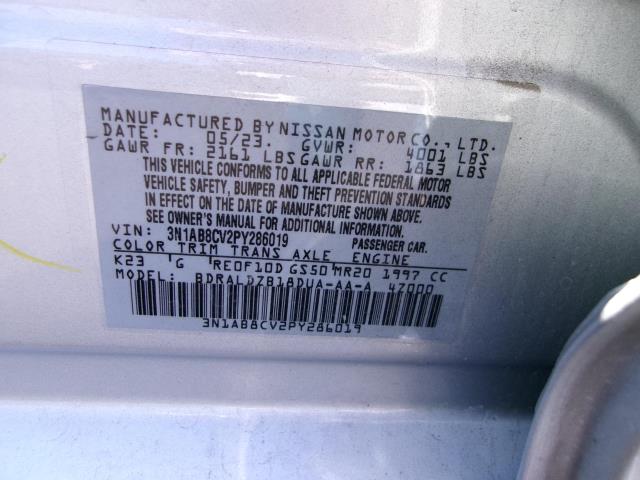 MANUFACTURED BY NISSAN MOTOR CO., LTD.
DATE: 05/23. GVWR: 4001 LBS
GAWR FR: 2161 LBS GAWR RR: 1863 LBS
THIS VEHICLE CONFORMS TO ALL APPLICABLE FEDERAL MOTOR
VEHICLE SAFETY, BUMPER AND THEFT PREVENTION STANDARDS
IN EFFECT ON THE DATE OF MANUFACTURE SHOWN ABOVE.
SEE OWNER'S MANUAL FOR ADDITIONAL INFORMATION.
VIN: 3N1AB8CV2PY286019 PASSENGER CAR.
COLOR TRIM TRANS AXLE ENGINE
K23 G RE0F10D GS50 MR20 1997 CC
BDRALDZB18DUA-AA-A 47000
3N1AB8CV2PY286019